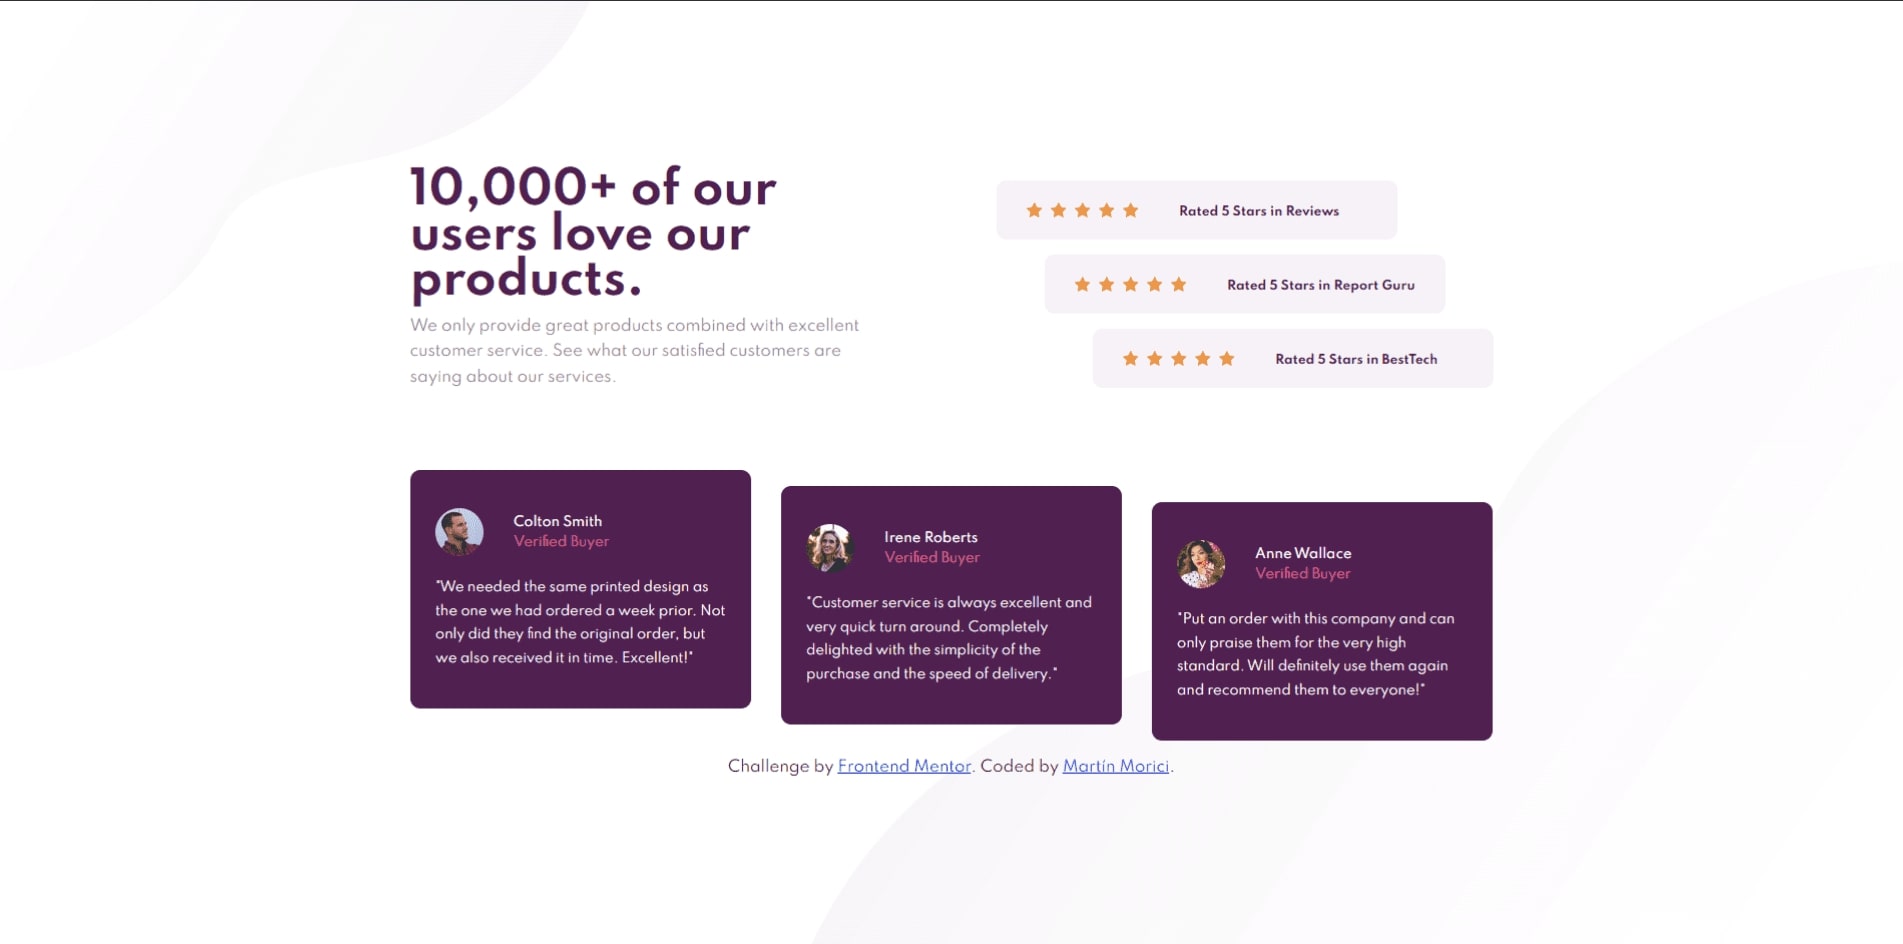 10,000+ of our
users love our
products.
We only provide great products combined with excellent
customer service. See what our satisfied customers are
saying about our services.
Rated 5 Stars in Reviews
Rated 5 Stars in Report Guru
Rated 5 Stars in BestTech
Colton Smith
Verified Buyer
"We needed the same printed design as
the one we had ordered a week prior. Not
only did they find the original order, but
we also received it in time. Excellent!"
Irene Roberts
Verified Buyer
"Customer service is always excellent and
very quick turn around. Completely
delighted with the simplicity of the
purchase and the speed of delivery."
Anne Wallace
Verified Buyer
"Put an order with this company and can
only praise them for the very high
standard. Will definitely use them again
and recommend them to everyone!"
Challenge by Frontend Mentor. Coded by Martín Morici.